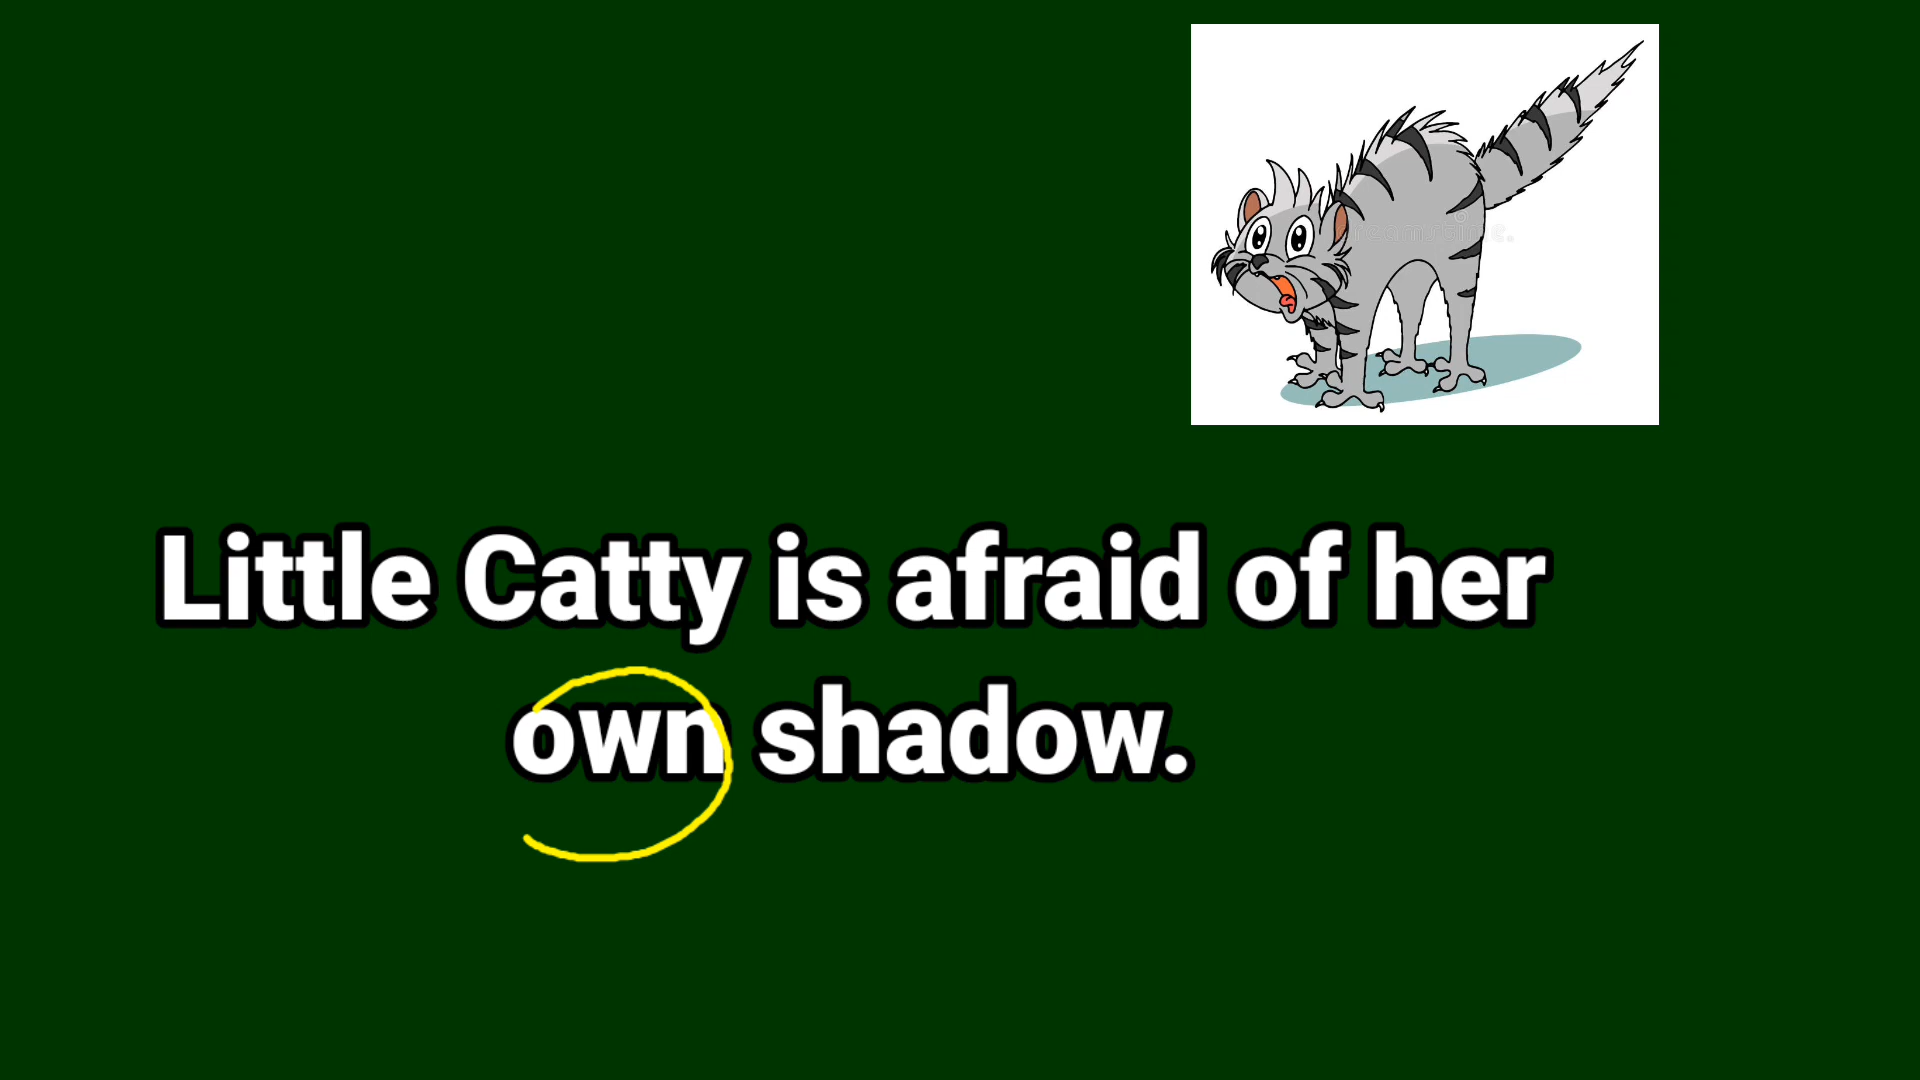 Little Catty is afraid of her
own shadow.